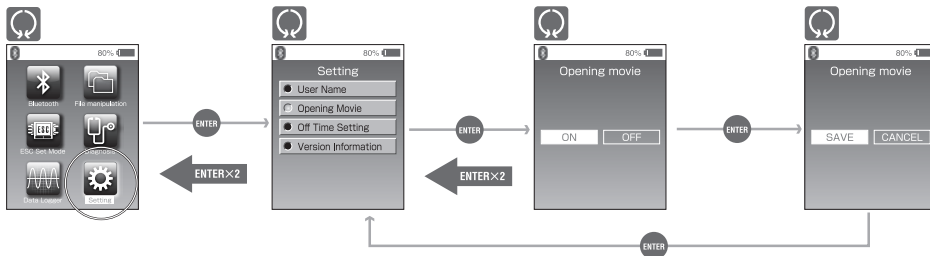 80%
Bluetooth
File manipulation
ESC
ESC Set Mode
Diagnosis
Data Logger
Setting
ENTER
ENTER×2
80%
Setting
User Name
Opening Movie
Off Time Setting
Version Information
ENTER
ENTER×2
80%
Opening movie
ON
OFF
ENTER
80%
Opening movie
SAVE
CANCEL
ENTER